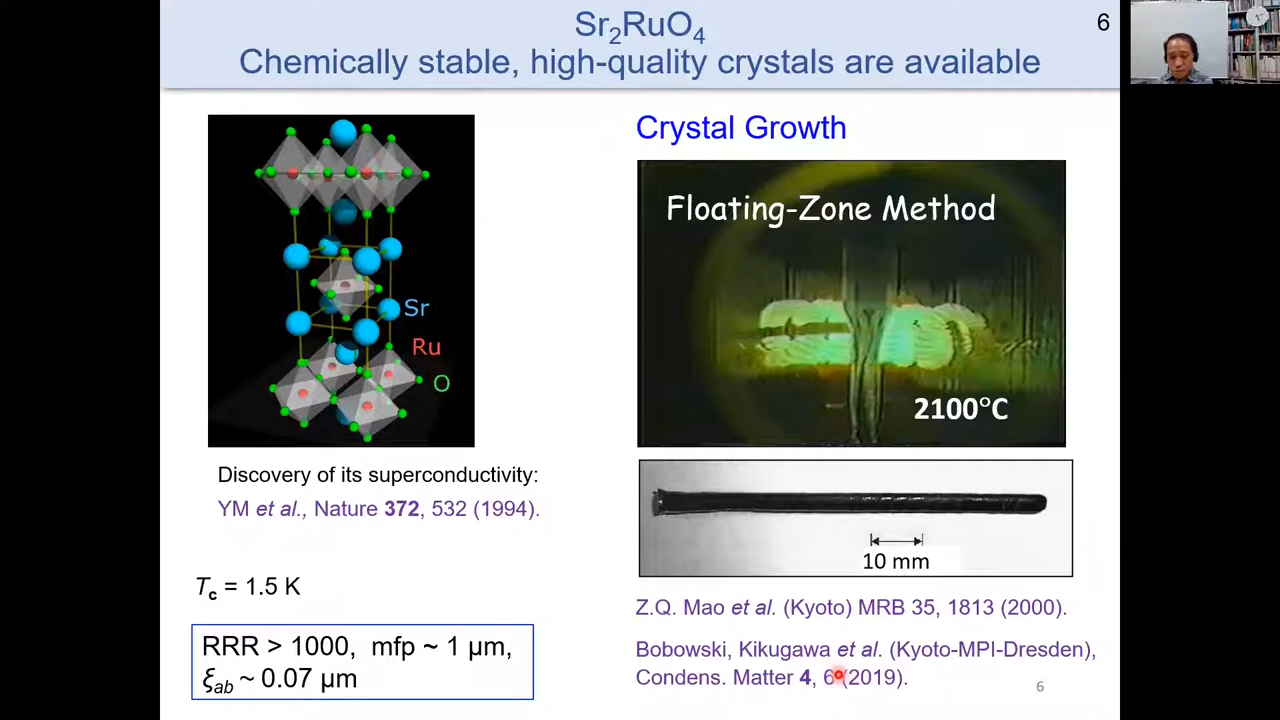 Sr2RuO4
Chemically stable, high-quality crystals are available
6
Crystal Growth
Floating-Zone Method
2100°C
Sr
Ru
O
Discovery of its superconductivity:
YM et al., Nature 372, 532 (1994).
Tc = 1.5 K
RRR > 1000, mfp ~ 1 μm,
ξab ~ 0.07 μm
10 mm
Z.Q. Mao et al. (Kyoto) MRB 35, 1813 (2000).
Bobowski, Kikugawa et al. (Kyoto-MPI-Dresden),
Condens. Matter 4, 6 (2019).
6